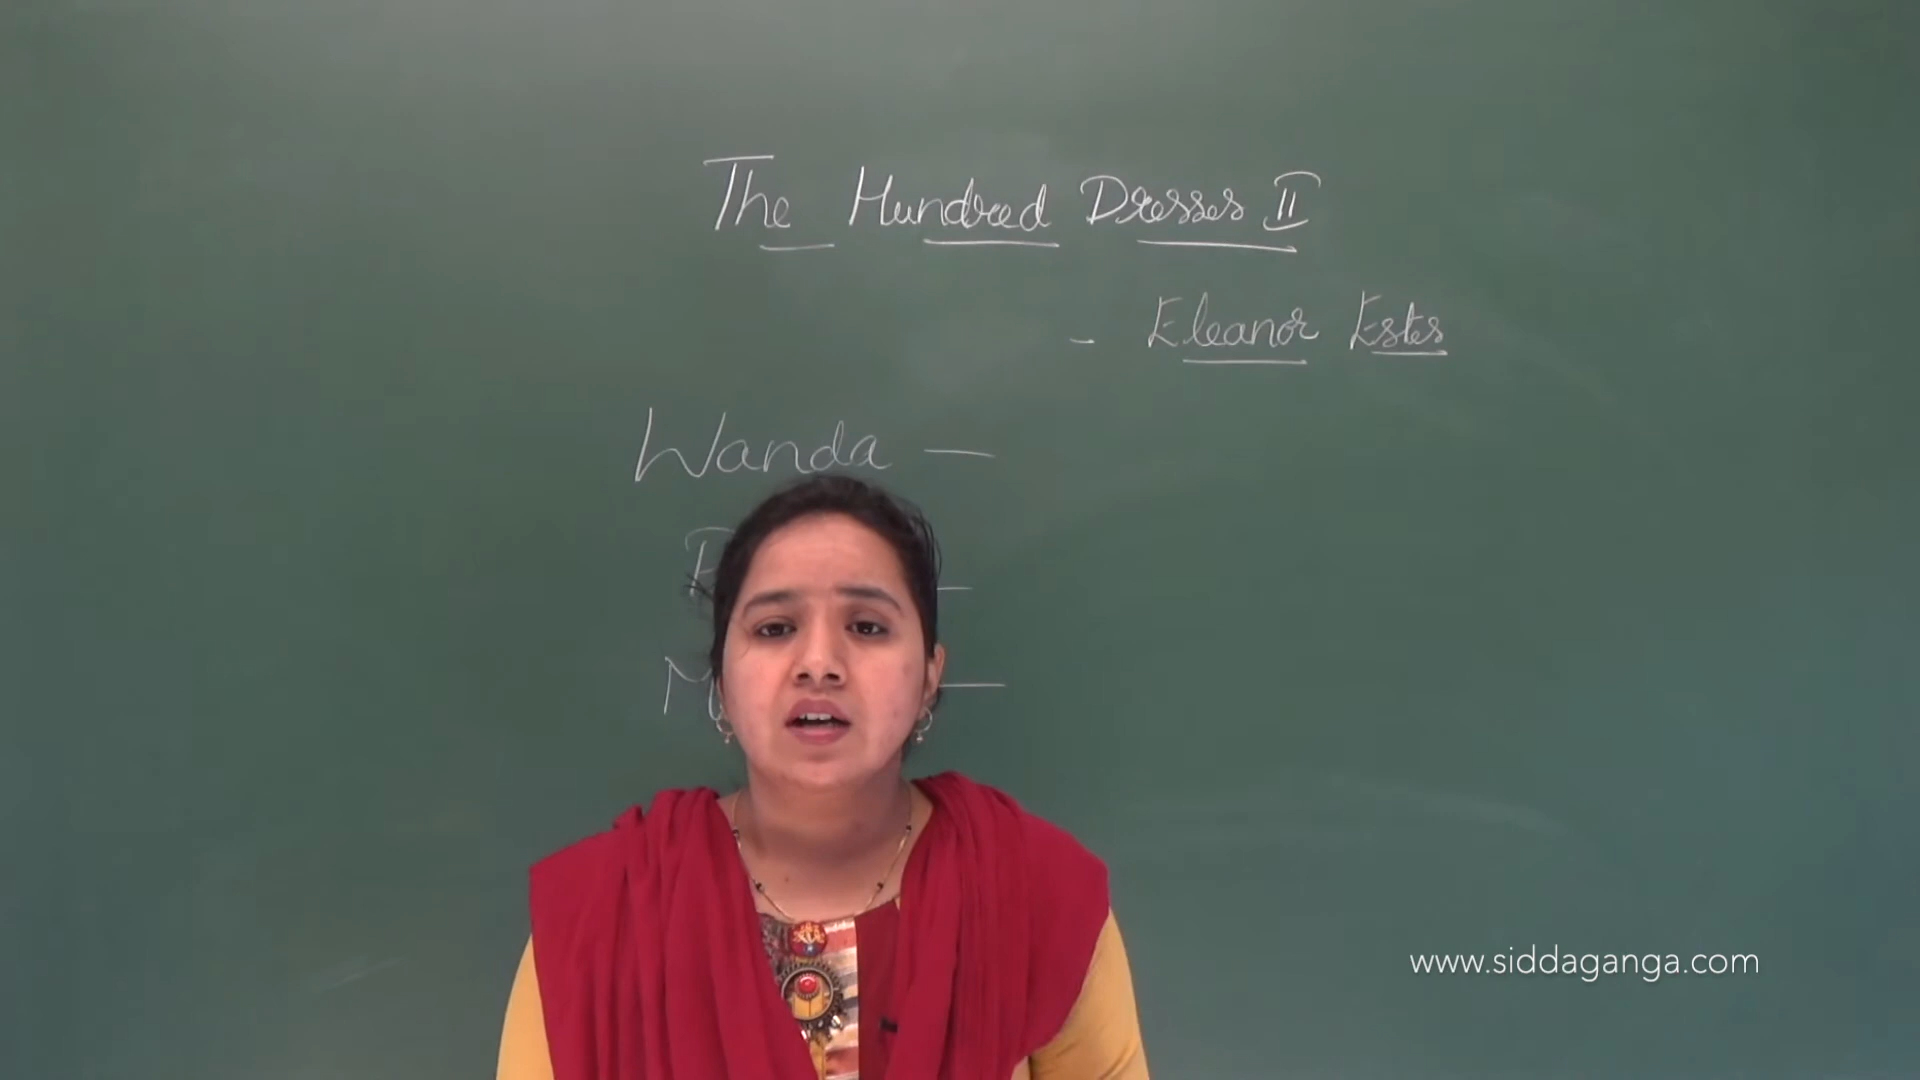 The Hundred Dresses II
- Eleanor Estes
Wanda —
www.siddaganga.com